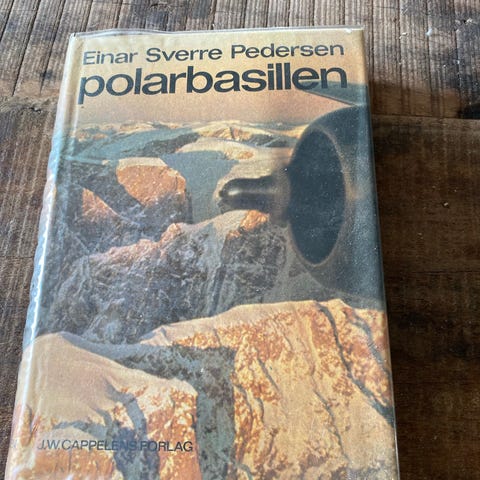 Einar Sverre Pedersen
polarbasillen
J.W. CAPPELENS FORLAG